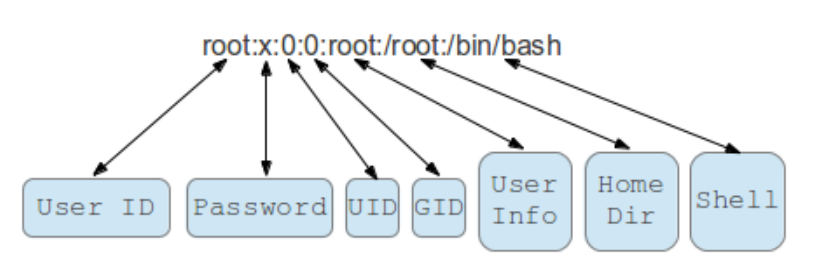 root:x:0:0:root:/root:/bin/bash
User ID
Password
UID
GID
User
Info
Home
Dir
Shell